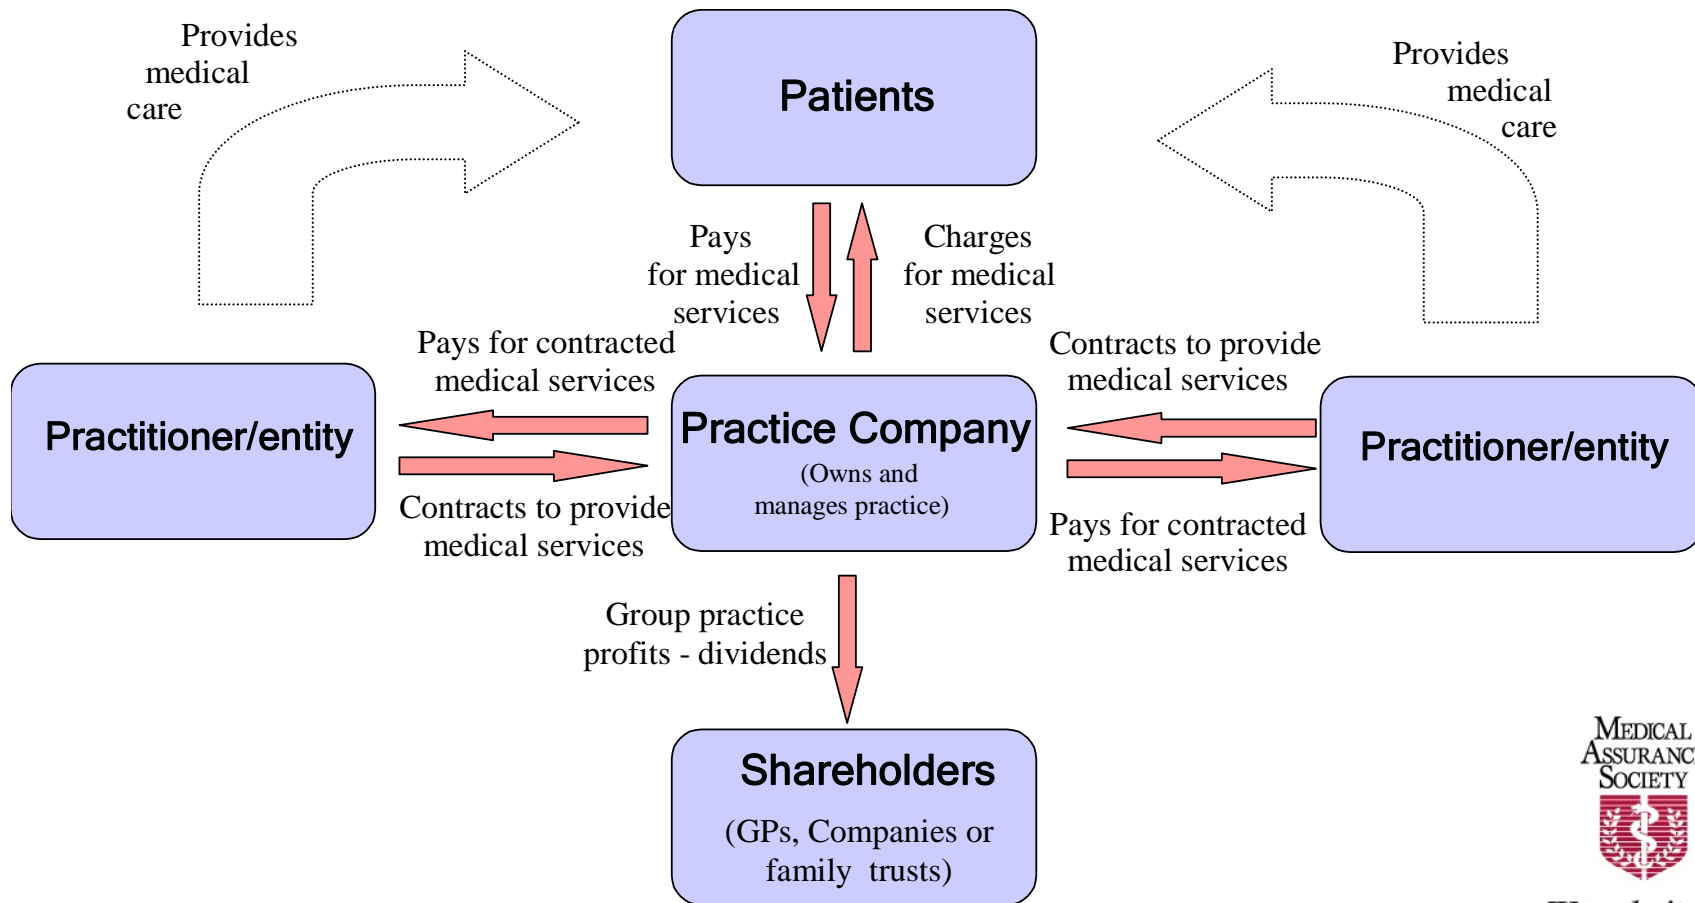 Provides
medical
care
Patients
Provides
medical
care
Pays
for medical
services
Charges
for medical
services
Pays for contracted
medical services
Contracts to provide
medical services
Practitioner/entity
Practice Company
(Owns and
manages practice)
Practitioner/entity
Contracts to provide
medical services
Pays for contracted
medical services
Group practice
profits - dividends
Shareholders
(GPs, Companies or
family trusts)
MEDICAL
ASSURANC
SOCIETY